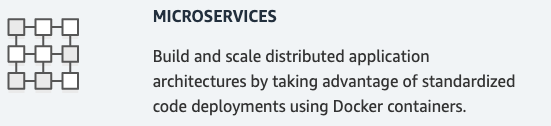 MICROSERVICES
Build and scale distributed application
architectures by taking advantage of standardized
code deployments using Docker containers.